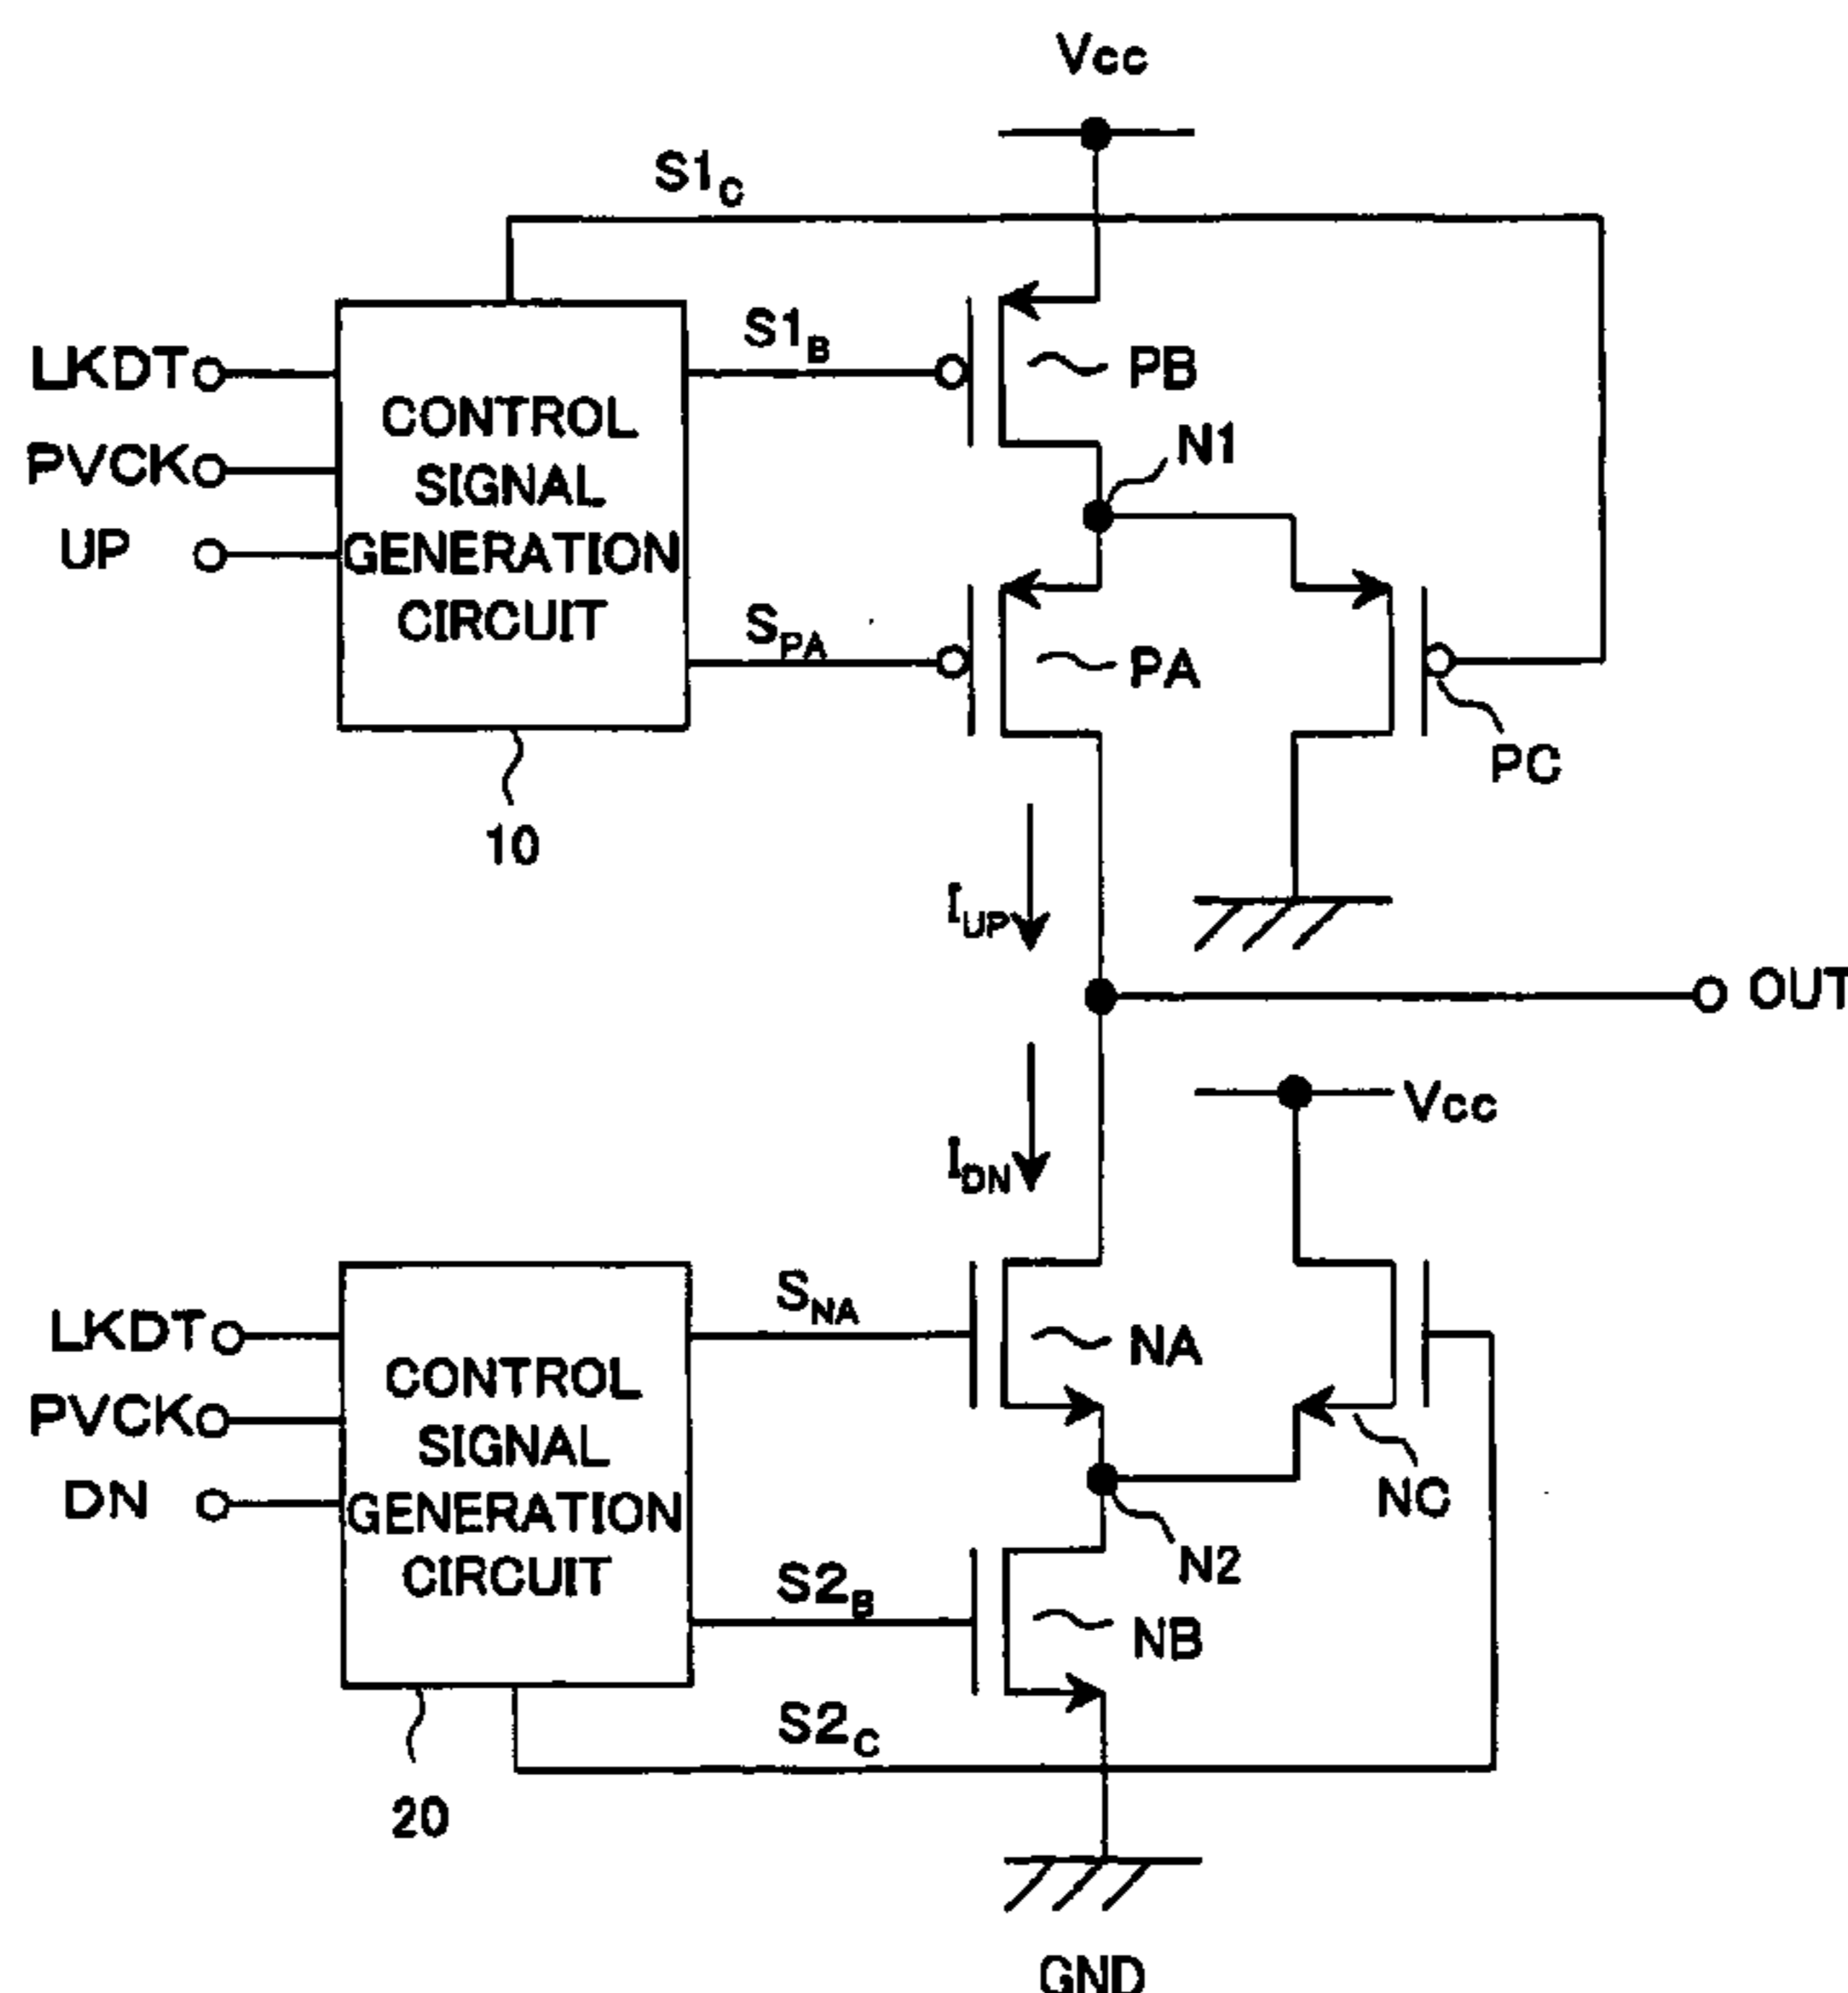 Vcc
S1C
LKDT
PVCK
UP
CONTROL
SIGNAL
GENERATION
CIRCUIT
S1B
PB
N1
SPA
PA
PC
10
IUP
OUT
Vcc
IDN
LKDT
PVCK
DN
CONTROL
SIGNAL
GENERATION
CIRCUIT
SNA
NA
NC
N2
S2B
NB
S2C
20
GND